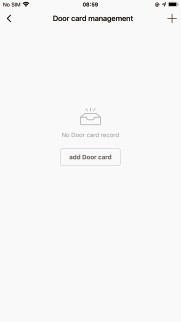 No SIM 08:59
Door card management
No Door card record
add Door card